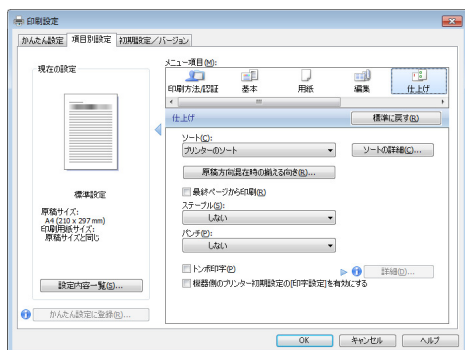 印刷設定
かんたん設定 項目別設定 初期設定／バージョン
現在の設定
標準設定
原稿サイズ:
A4 (210 x 297 mm)
印刷用紙サイズ:
原稿サイズと同じ
設定内容一覧(S)...
かんたん設定に登録(R)...
メニュー項目(M):
印刷方法/認証 基本 用紙 編集 仕上げ
仕上げ 標準に戻す(R)
ソート(C):
プリンターのソート ソートの詳細(C)...
原稿方向混在時の揃える向き(R)...
最終ページから印刷(R)
ステープル(S):
しない
パンチ(P):
しない
トンボ印字(P) 詳細(D)...
機器側のプリンター初期設定の[印字設定]を有効にする
OK キャンセル ヘルプ